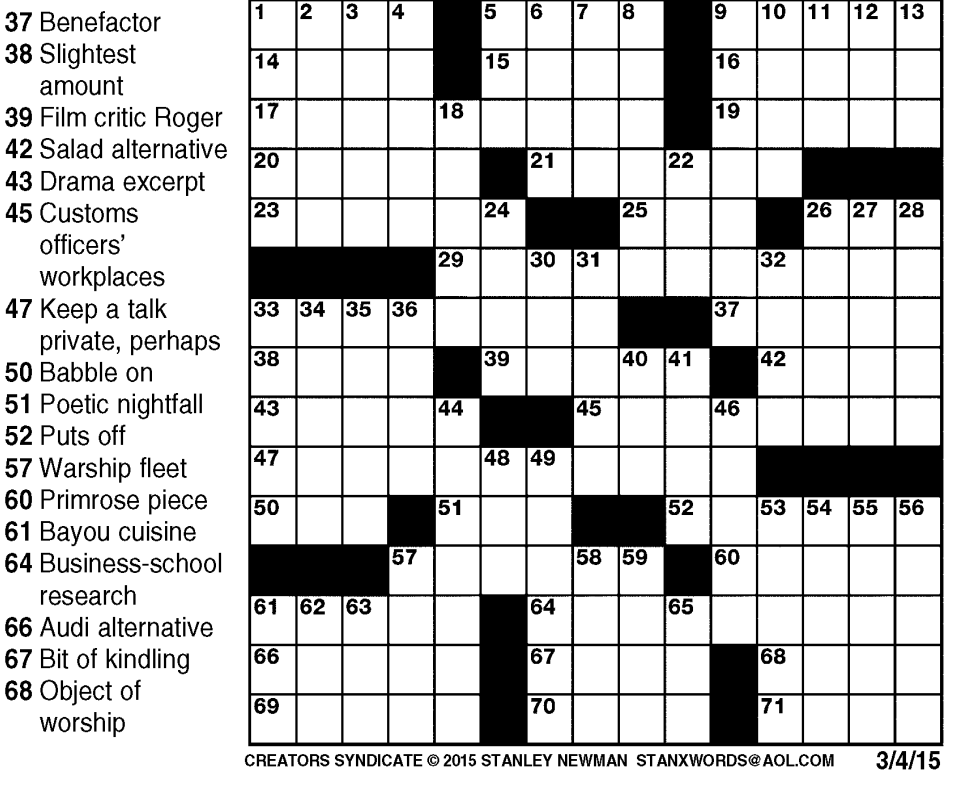 37 Benefactor
38 Slightest
amount
39 Film critic Roger
42 Salad alternative
43 Drama excerpt
45 Customs
officers’
workplaces
47 Keep a talk
private, perhaps
50 Babble on
51 Poetic nightfall
52 Puts off
57 Warship fleet
60 Primrose piece
61 Bayou cuisine
64 Business-school
research
66 Audi alternative
67 Bit of kindling
68 Object of
worship
1 2 3 4 5 6 7 8 9 10 11 12 13
14 15 16
17 18 19
20 21 22
23 24 25 26 27 28
29 30 31 32
33 34 35 36 37
38 39 40 41 42
43 44 45 46
47 48 49
50 51 52 53 54 55 56
57 58 59 60
61 62 63 64 65
66 67 68
69 70 71
CREATORS SYNDICATE © 2015 STANLEY NEWMAN STANXWORDS@AOL.COM 3/4/15